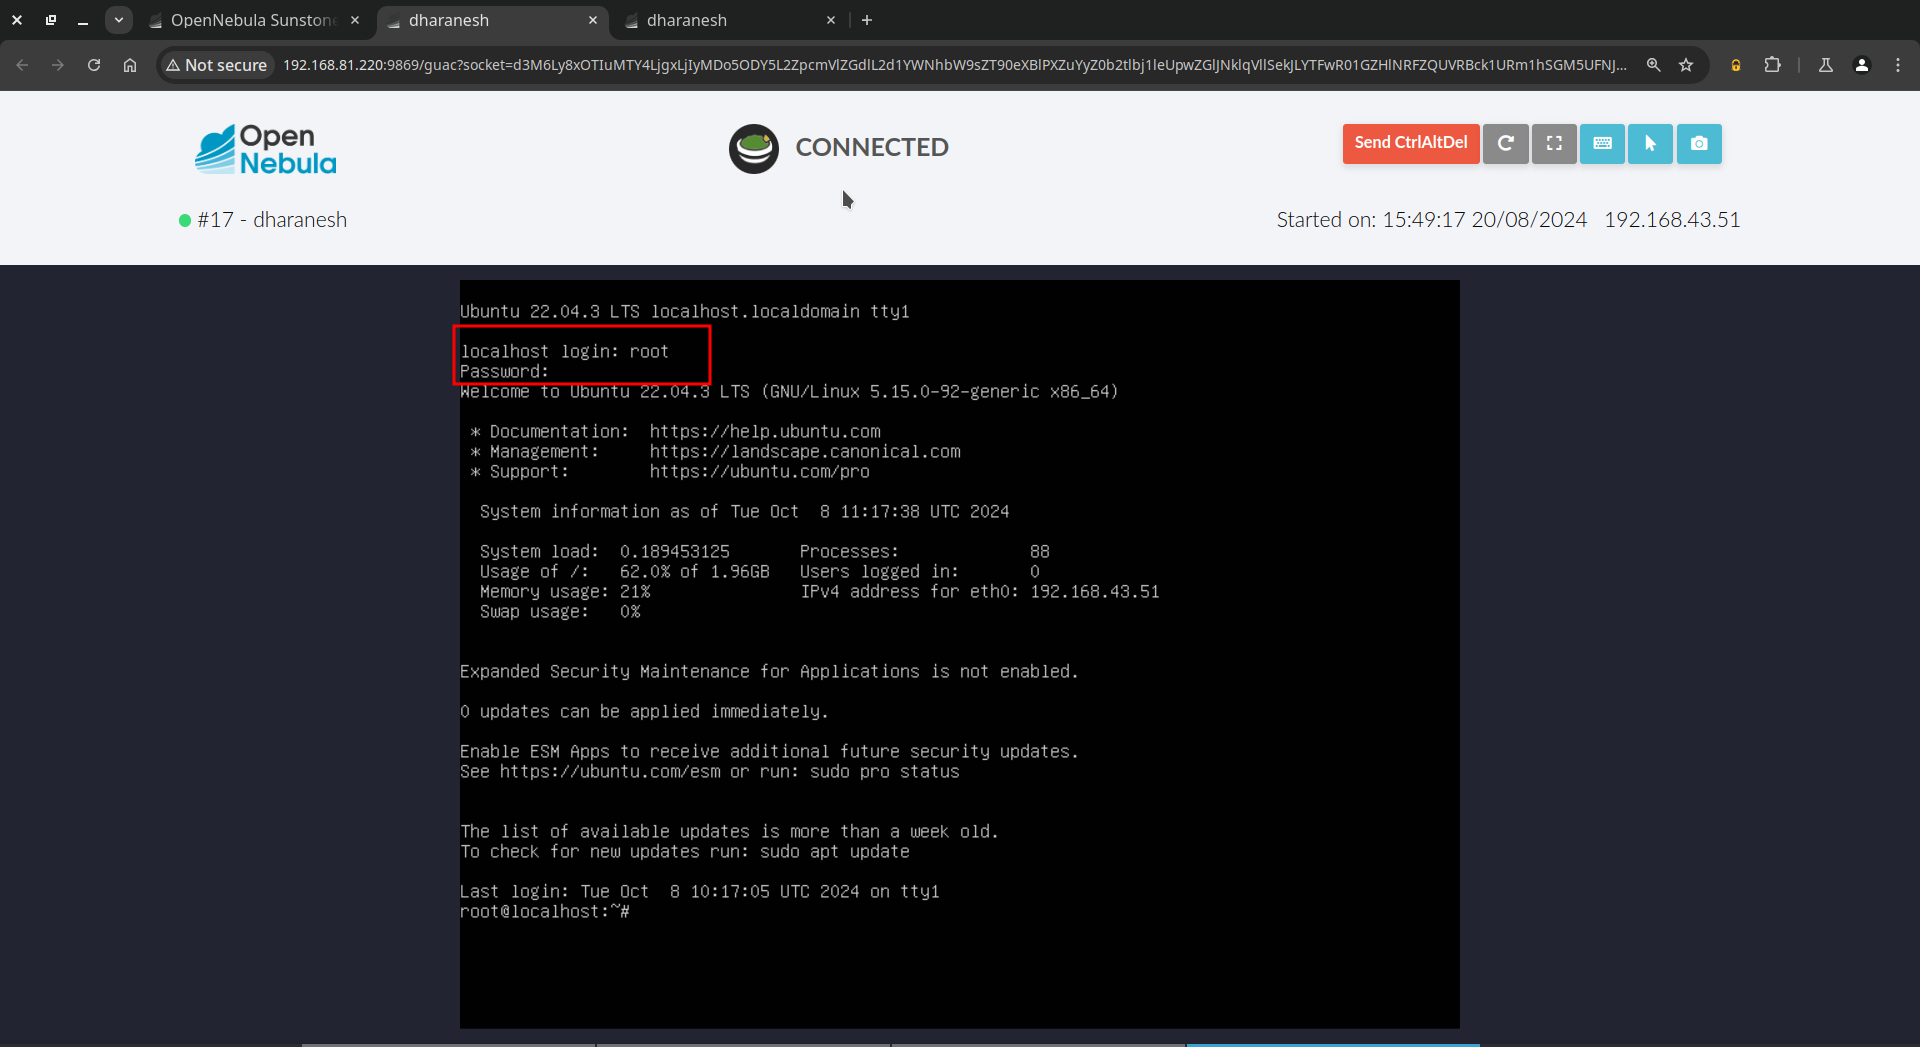 OpenNebula Sunston
dharanesh
dharanesh
Not secure
Open
Nebula
CONNECTED
Send CtrlAltDel
#17 - dharanesh
Started on: 15:49:17 20/08/2024 192.168.43.51
Ubuntu 22.04.3 LTS localhost.localdomain tty1
localhost login: root
Password:
Welcome to Ubuntu 22.04.3 LTS (GNU/Linux 5.15.0-92-generic x86_64)
* Documentation: https://help.ubuntu.com
* Management: https://landscape.canonical.com
* Support: https://ubuntu.com/pro
System information as of Tue Oct 8 11:17:38 UTC 2024
System load: 0.189453125 Processes: 88
Usage of /: 62.0% of 1.96GB Users logged in: 0
Memory usage: 21% IPv4 address for eth0: 192.168.43.51
Swap usage: 0%
Expanded Security Maintenance for Applications is not enabled.
0 updates can be applied immediately.
Enable ESM Apps to receive additional future security updates.
See https://ubuntu.com/esm or run: sudo pro status
The list of available updates is more than a week old.
To check for new updates run: sudo apt update
Last login: Tue Oct 8 10:17:05 UTC 2024 on tty1
root@localhost:~#